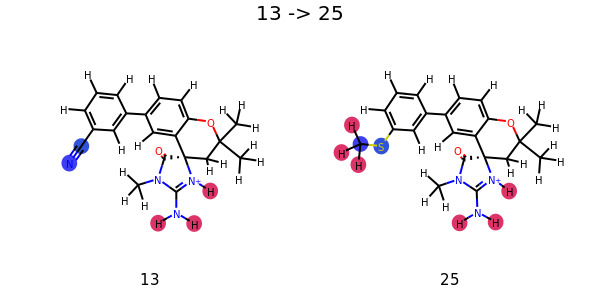 13 -> 25
H H H H H H H H
H H H H H H H H
H O H H O H
N H O H H H S H O H
H N N+ H H H N N+ H H
H H N H H H N H
H H H H
13 25